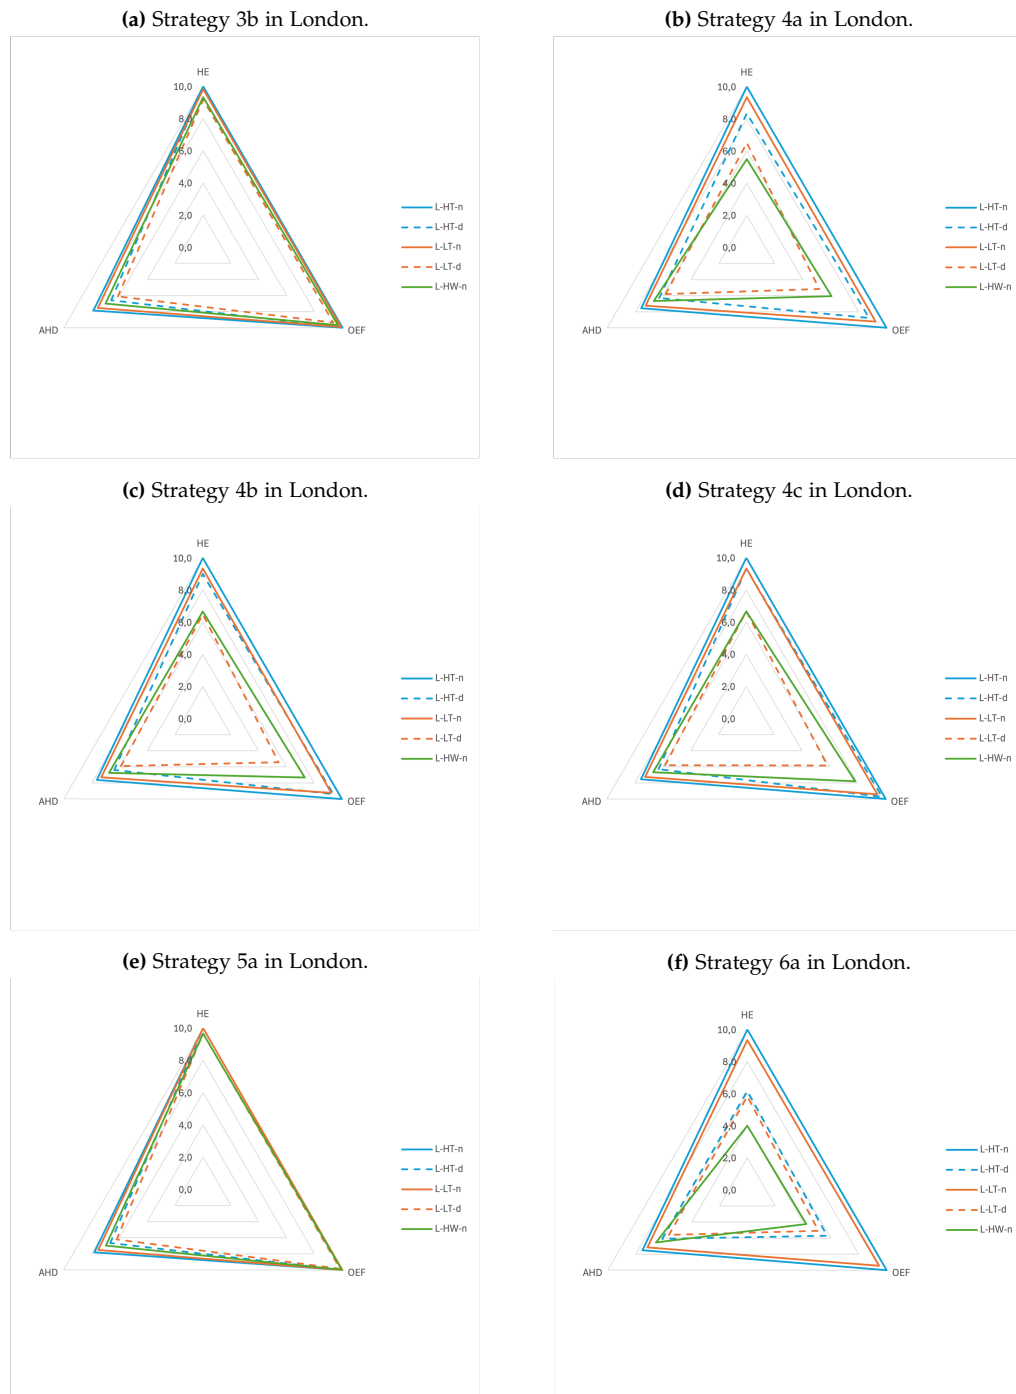 (a) Strategy 3b in London.
HE
10,0
8,0
6,0
4,0
2,0
0,0
AHD
OEF
L-HT-n
L-HT-d
L-LT-n
L-LT-d
L-HW-n
(b) Strategy 4a in London.
HE
10,0
8,0
6,0
4,0
2,0
0,0
AHD
OEF
L-HT-n
L-HT-d
L-LT-n
L-LT-d
L-HW-n
(c) Strategy 4b in London.
HE
10,0
8,0
6,0
4,0
2,0
0,0
AHD
OEF
L-HT-n
L-HT-d
L-LT-n
L-LT-d
L-HW-n
(d) Strategy 4c in London.
HE
10,0
8,0
6,0
4,0
2,0
0,0
AHD
OEF
L-HT-n
L-HT-d
L-LT-n
L-LT-d
L-HW-n
(e) Strategy 5a in London.
HE
10,0
8,0
6,0
4,0
2,0
0,0
AHD
OEF
L-HT-n
L-HT-d
L-LT-n
L-LT-d
L-HW-n
(f) Strategy 6a in London.
HE
10,0
8,0
6,0
4,0
2,0
0,0
AHD
OEF
L-HT-n
L-HT-d
L-LT-n
L-LT-d
L-HW-n